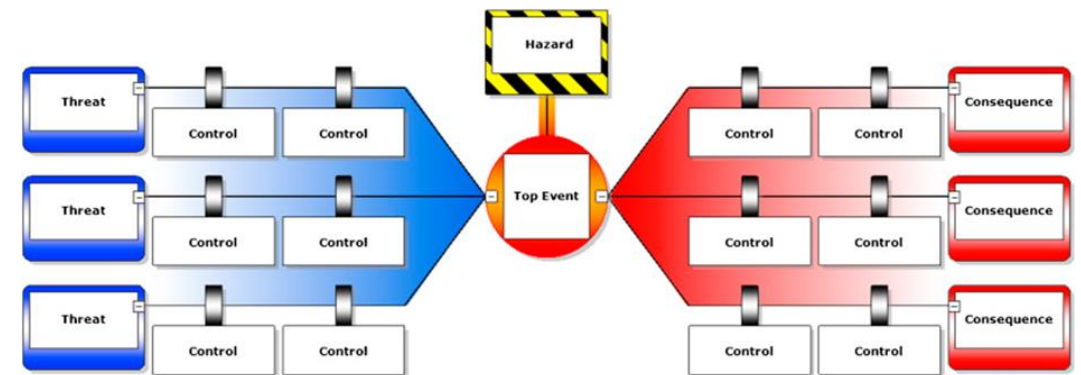 Hazard
Threat
Control
Control
Control
Control
Consequence
Top Event
Threat
Control
Control
Control
Control
Consequence
Threat
Control
Control
Control
Control
Consequence